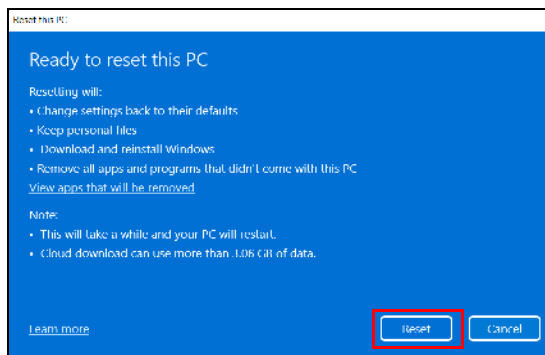 Reset this PC
Ready to reset this PC
Resetting will:
• Change settings back to their defaults
• Keep personal files
• Download and reinstall Windows
• Remove all apps and programs that didn't come with this PC
View apps that will be removed
Note:
• This will take a while and your PC will restart.
• Cloud download can use more than 3.06 GB of data.
Learn more
Reset Cancel